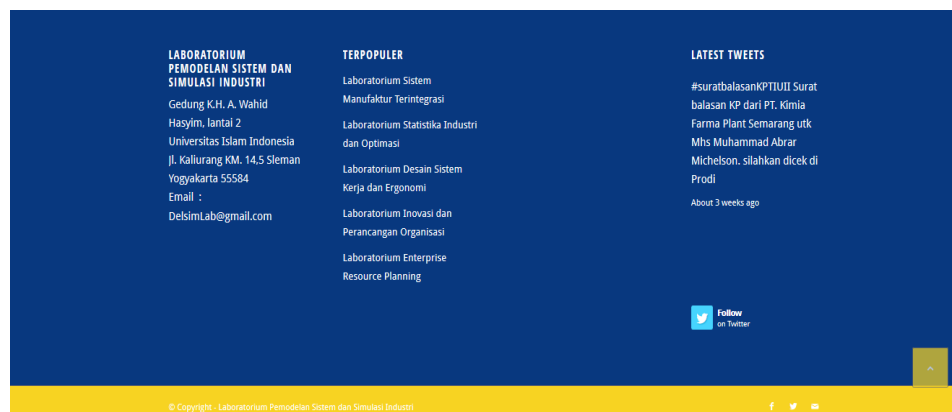 LABORATORIUM
PEMODELAN SISTEM DAN
SIMULASI INDUSTRI
Gedung K.H. A. Wahid
Hasyim, lantai 2
Universitas Islam Indonesia
Jl. Kaliurang KM. 14,5 Sleman
Yogyakarta 55584
Email :
DelsimLab@gmail.com
TERPOPULER
Laboratorium Sistem
Manufaktur Terintegrasi
Laboratorium Statistika Industri
dan Optimasi
Laboratorium Desain Sistem
Kerja dan Ergonomi
Laboratorium Inovasi dan
Perancangan Organisasi
Laboratorium Enterprise
Resource Planning
LATEST TWEETS
#suratbalasanKPTIUII Surat
balasan KP dari PT. Kimia
Farma Plant Semarang utk
Mhs Muhammad Abrar
Michelson. silahkan dicek di
Prodi
About 3 weeks ago
Follow
on Twitter
© Copyright - Laboratorium Pemodelan Sistem dan Simulasi Industri